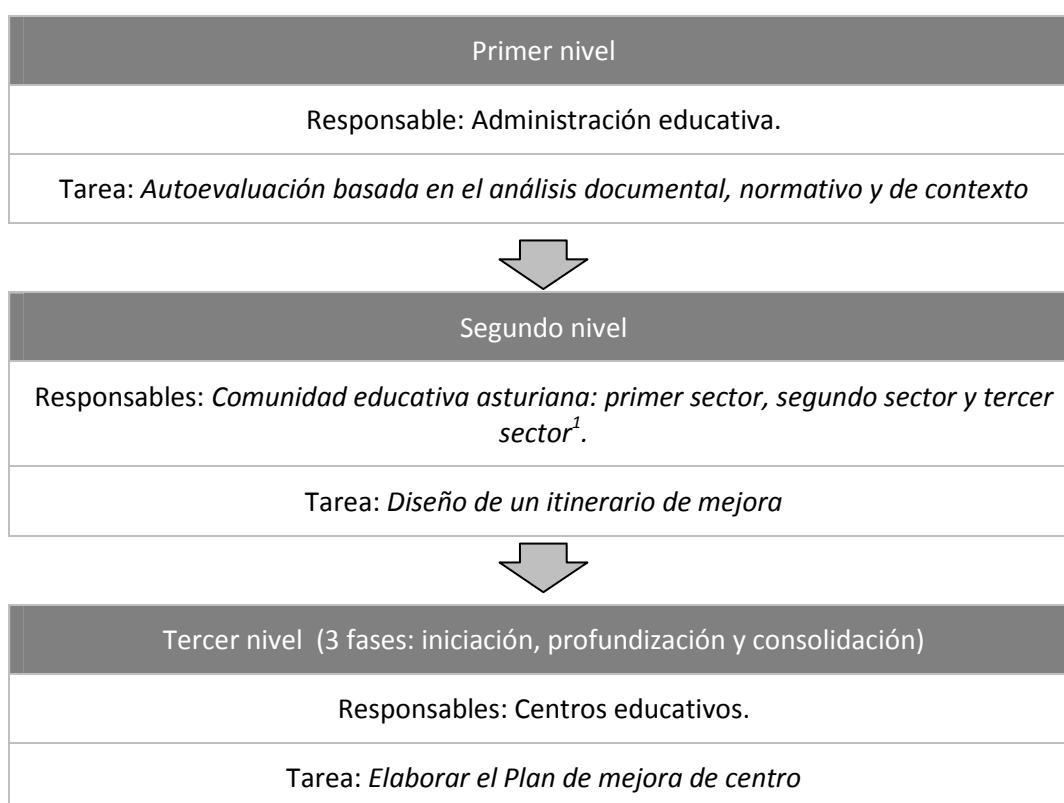 Primer nivel
Responsable: Administración educativa.
Tarea: Autoevaluación basada en el análisis documental, normativo y de contexto
Segundo nivel
Responsables: Comunidad educativa asturiana: primer sector, segundo sector y tercer
sector¹.
Tarea: Diseño de un itinerario de mejora
Tercer nivel (3 fases: iniciación, profundización y consolidación)
Responsables: Centros educativos.
Tarea: Elaborar el Plan de mejora de centro